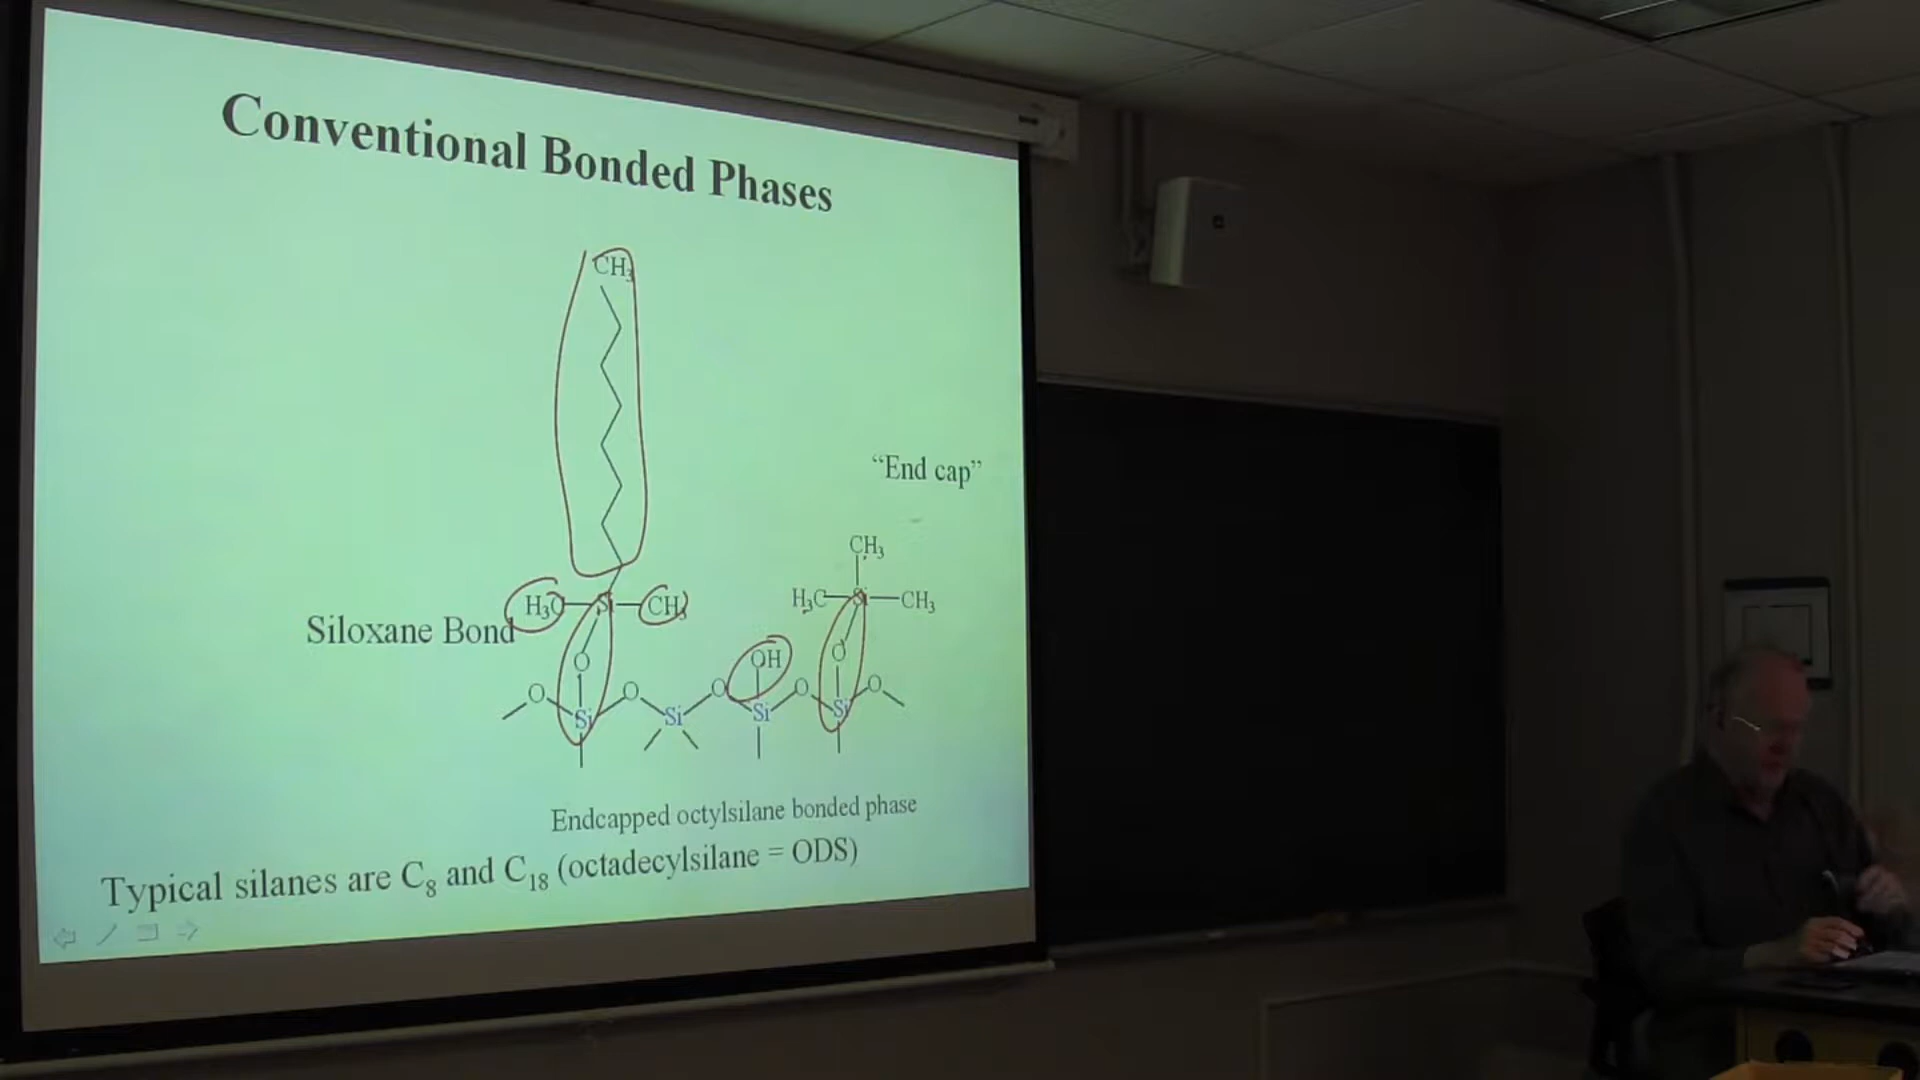 Conventional Bonded Phases
CH₃
"End cap"
CH₃
H₃C Si CH₃
H₃C Si CH₃
Siloxane Bond
O OH O
O O O O O
Si Si Si Si
Endcapped octylsilane bonded phase
Typical silanes are C₈ and C₁₈ (octadecylsilane = ODS)